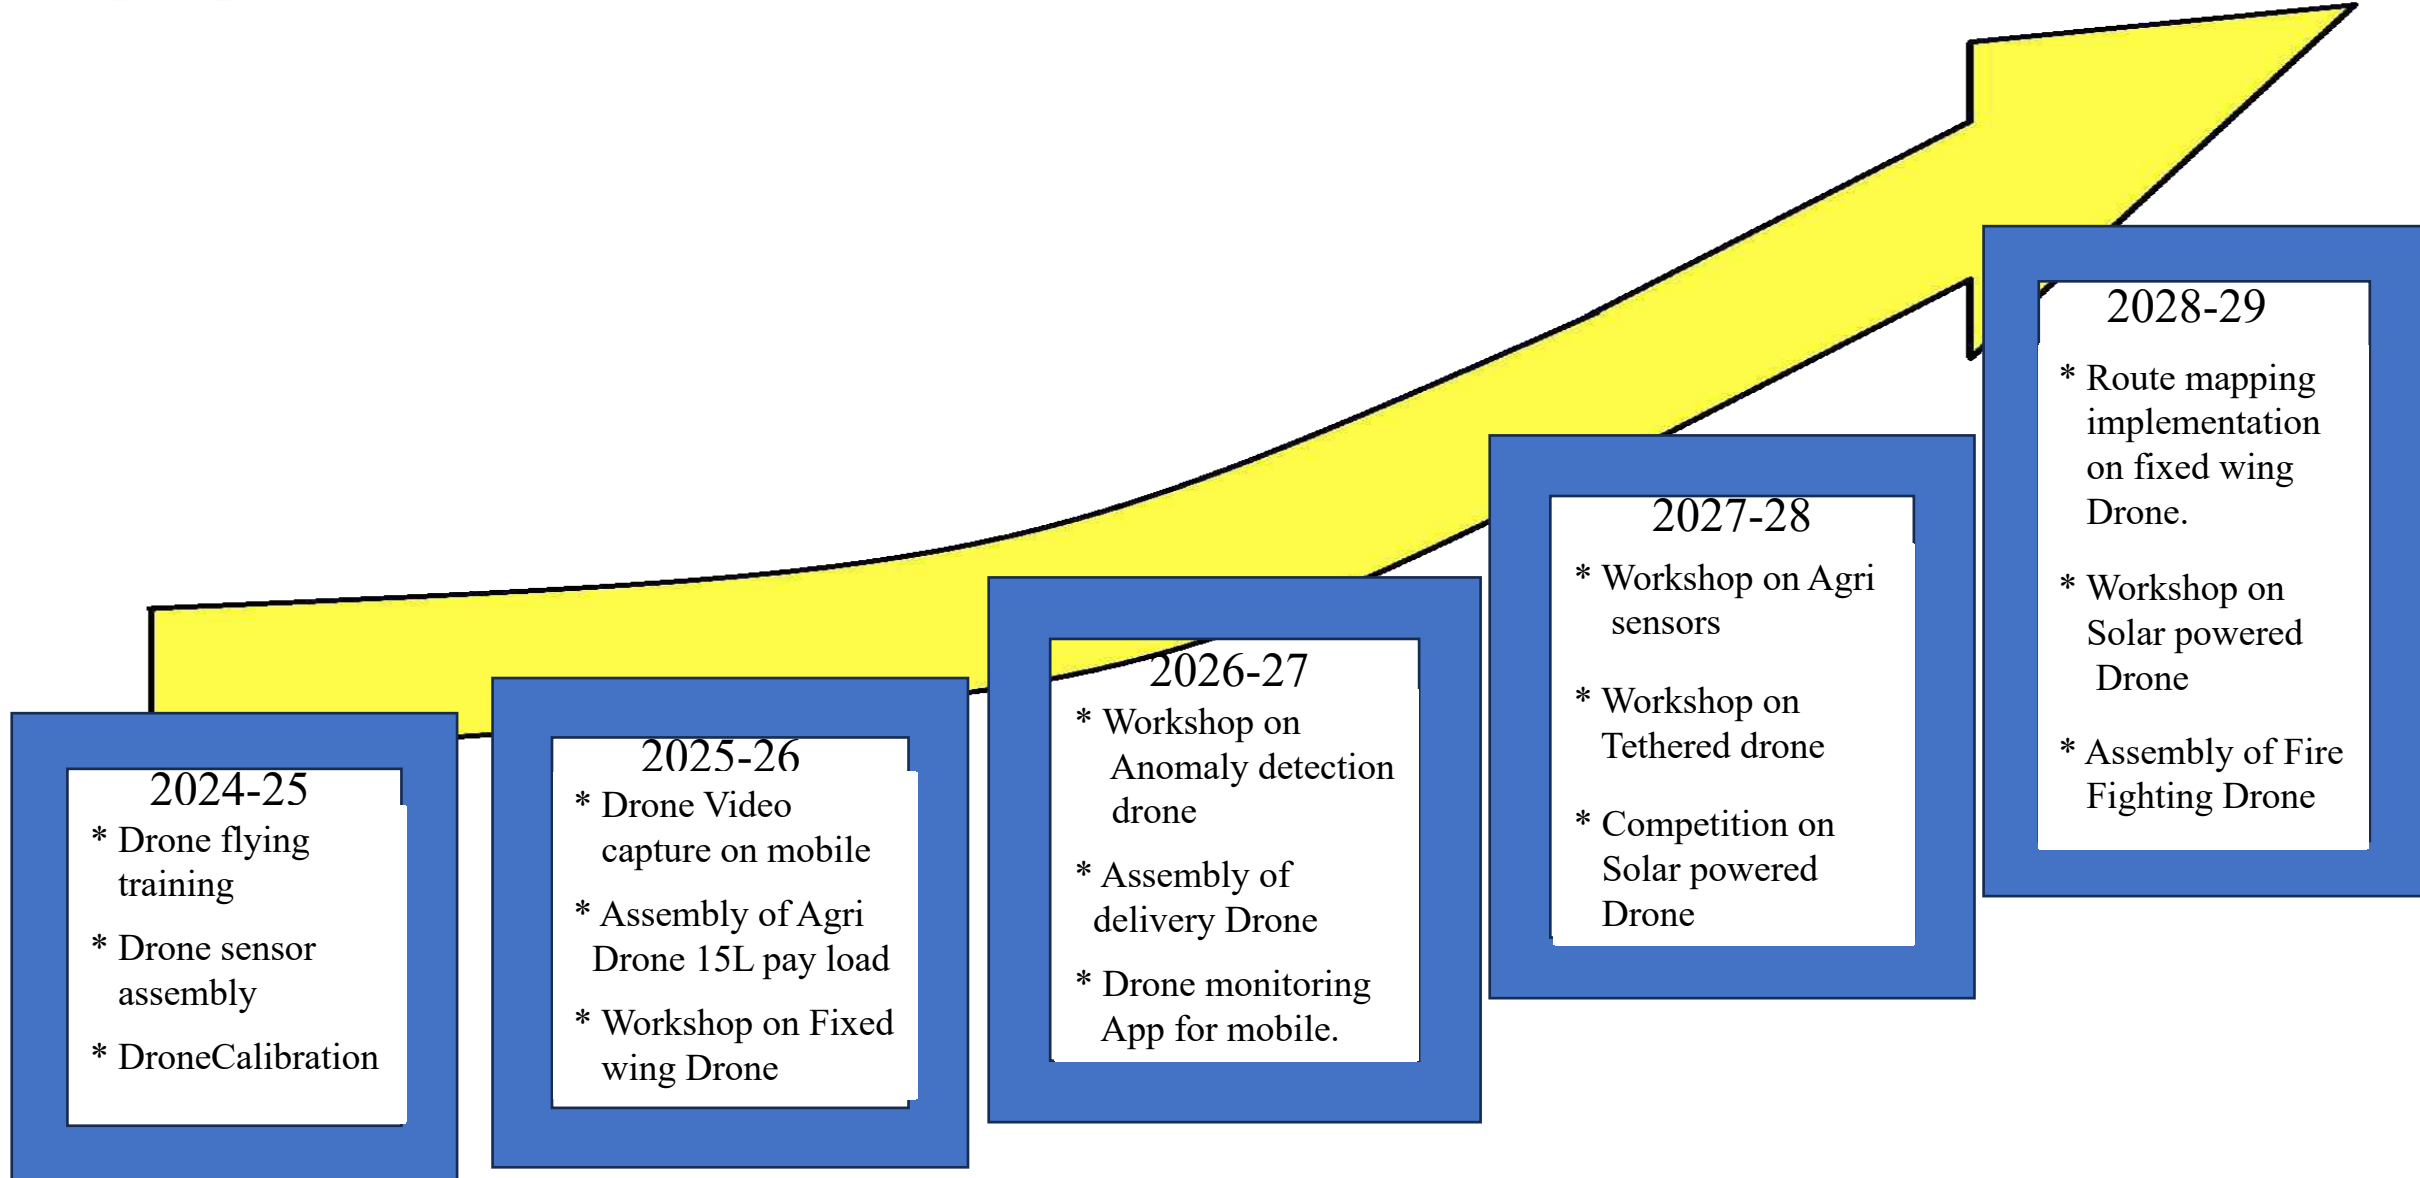 2024-25
* Drone flying
training
* Drone sensor
assembly
* DroneCalibration
2025-26
* Drone Video
capture on mobile
* Assembly of Agri
Drone 15L pay load
* Workshop on Fixed
wing Drone
2026-27
* Workshop on
Anomaly detection
drone
* Assembly of
delivery Drone
* Drone monitoring
App for mobile.
2027-28
* Workshop on Agri
sensors
* Workshop on
Tethered drone
* Competition on
Solar powered
Drone
2028-29
* Route mapping
implementation
on fixed wing
Drone.
* Workshop on
Solar powered
Drone
* Assembly of Fire
Fighting Drone